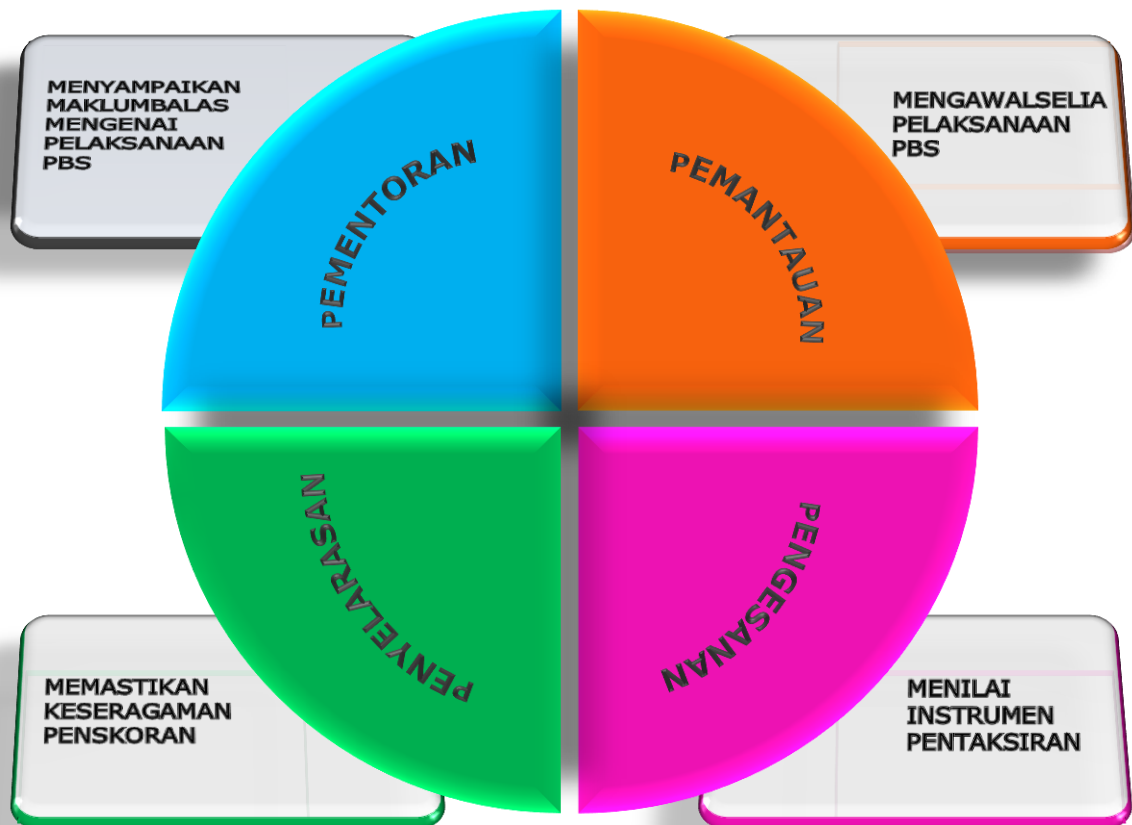 MENYAMPAIKAN
MAKLUMBALAS
MENGENAI
PELAKSANAAN
PBS
PEMENTORAN
PEMANTAUAN
MENGAWALSELIA
PELAKSANAAN
PBS
MEMASTIKAN
KESERAGAMAN
PENSKORAN
PENYELARASAN
PENGESANAN
MENILAI
INSTRUMEN
PENTAKSIRAN